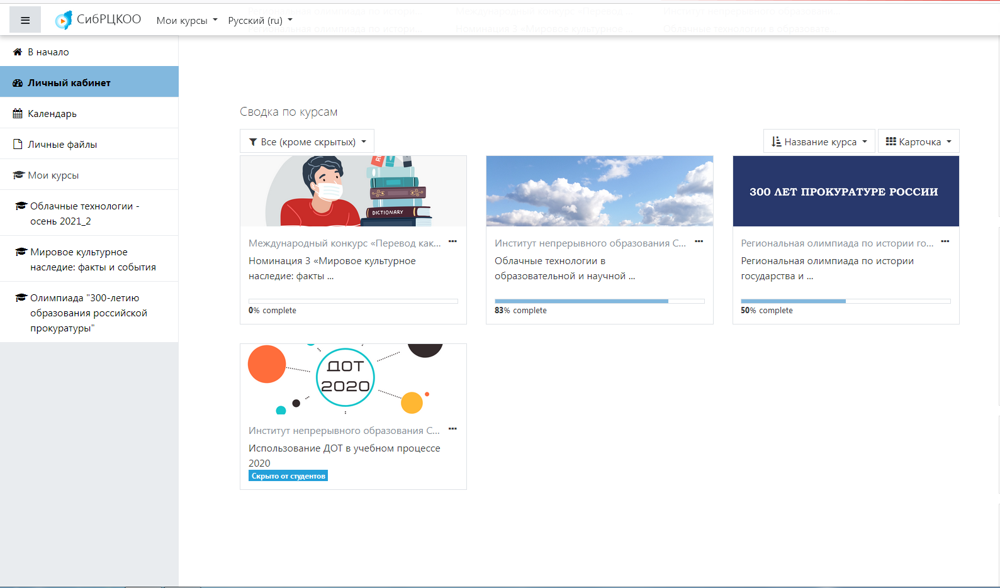 СибРЦКОО
Мои курсы
Русский (ru)
Региональная олимпиада по истори...
Международный конкурс «Перевод ...
Институт непрерывного образовани...
Региональная олимпиада по истори...
Номинация 3 «Мировое культурное ...
Облачные технологии в образовате...
В начало
Личный кабинет
Календарь
Личные файлы
Мои курсы
Облачные технологии -
осень 2021_2
Мировое культурное
наследие: факты и события
Олимпиада "300-летию
образования российской
прокуратуры"
Сводка по курсам
Все (кроме скрытых)
Название курса
Карточка
DICTIONARY
Международный конкурс «Перевод как...
Номинация 3 «Мировое культурное
наследие: факты ...
0% complete
Институт непрерывного образования С...
Облачные технологии в
образовательной и научной ...
83% complete
300 ЛЕТ ПРОКУРАТУРЕ РОССИИ
Региональная олимпиада по истории го...
Региональная олимпиада по истории
государства и ...
50% complete
ДОТ
2020
Институт непрерывного образования С...
Использование ДОТ в учебном процессе
2020
Скрыто от студентов